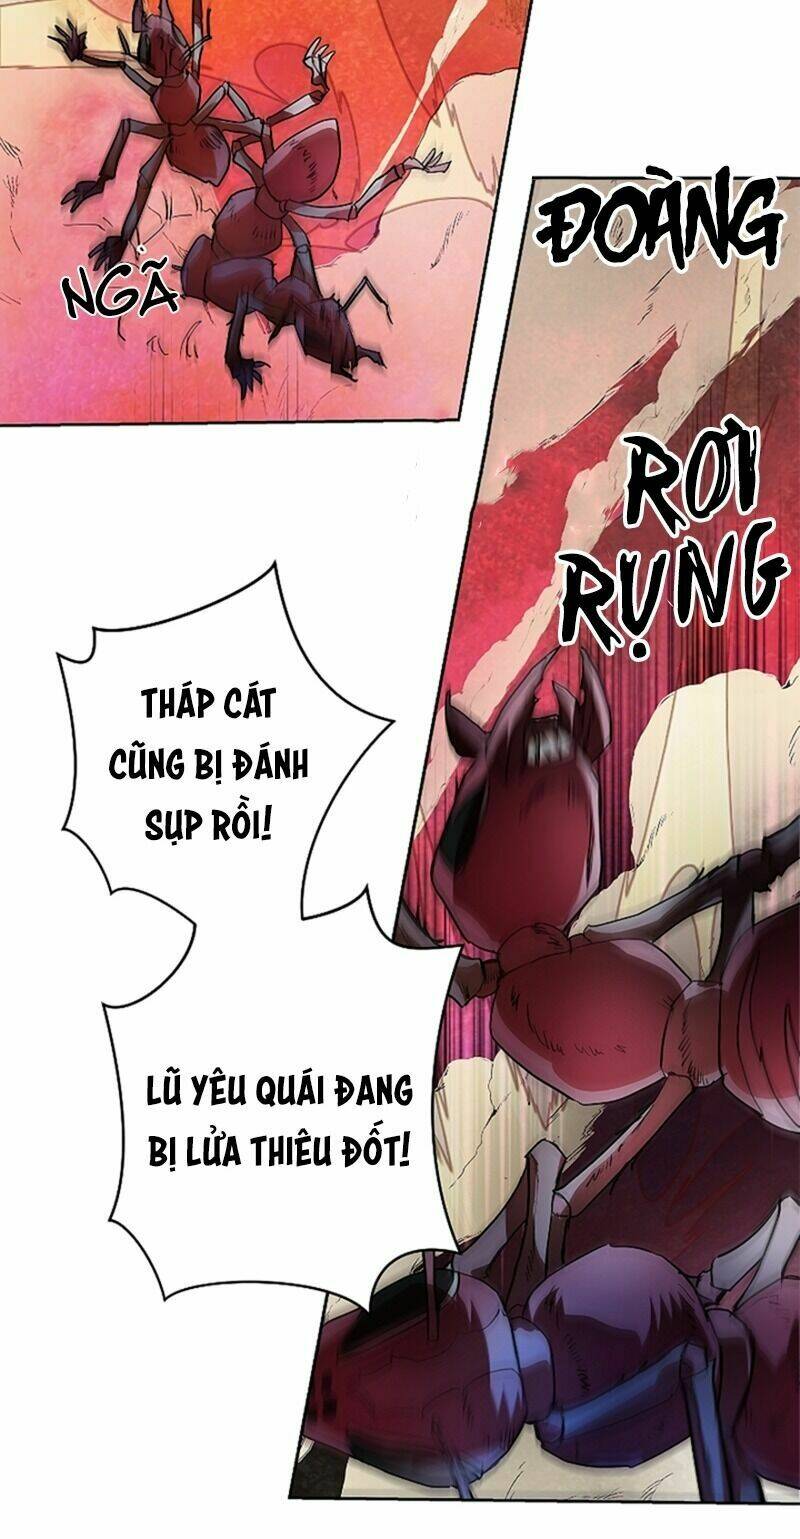 NGÃ
ĐOÀNG
RƠI
RỤNG
THÁP CÁT
CŨNG BỊ ĐÁNH
SỤP RỒI!
LŨ YÊU QUÁI ĐANG
BỊ LỬA THIÊU ĐỐT!